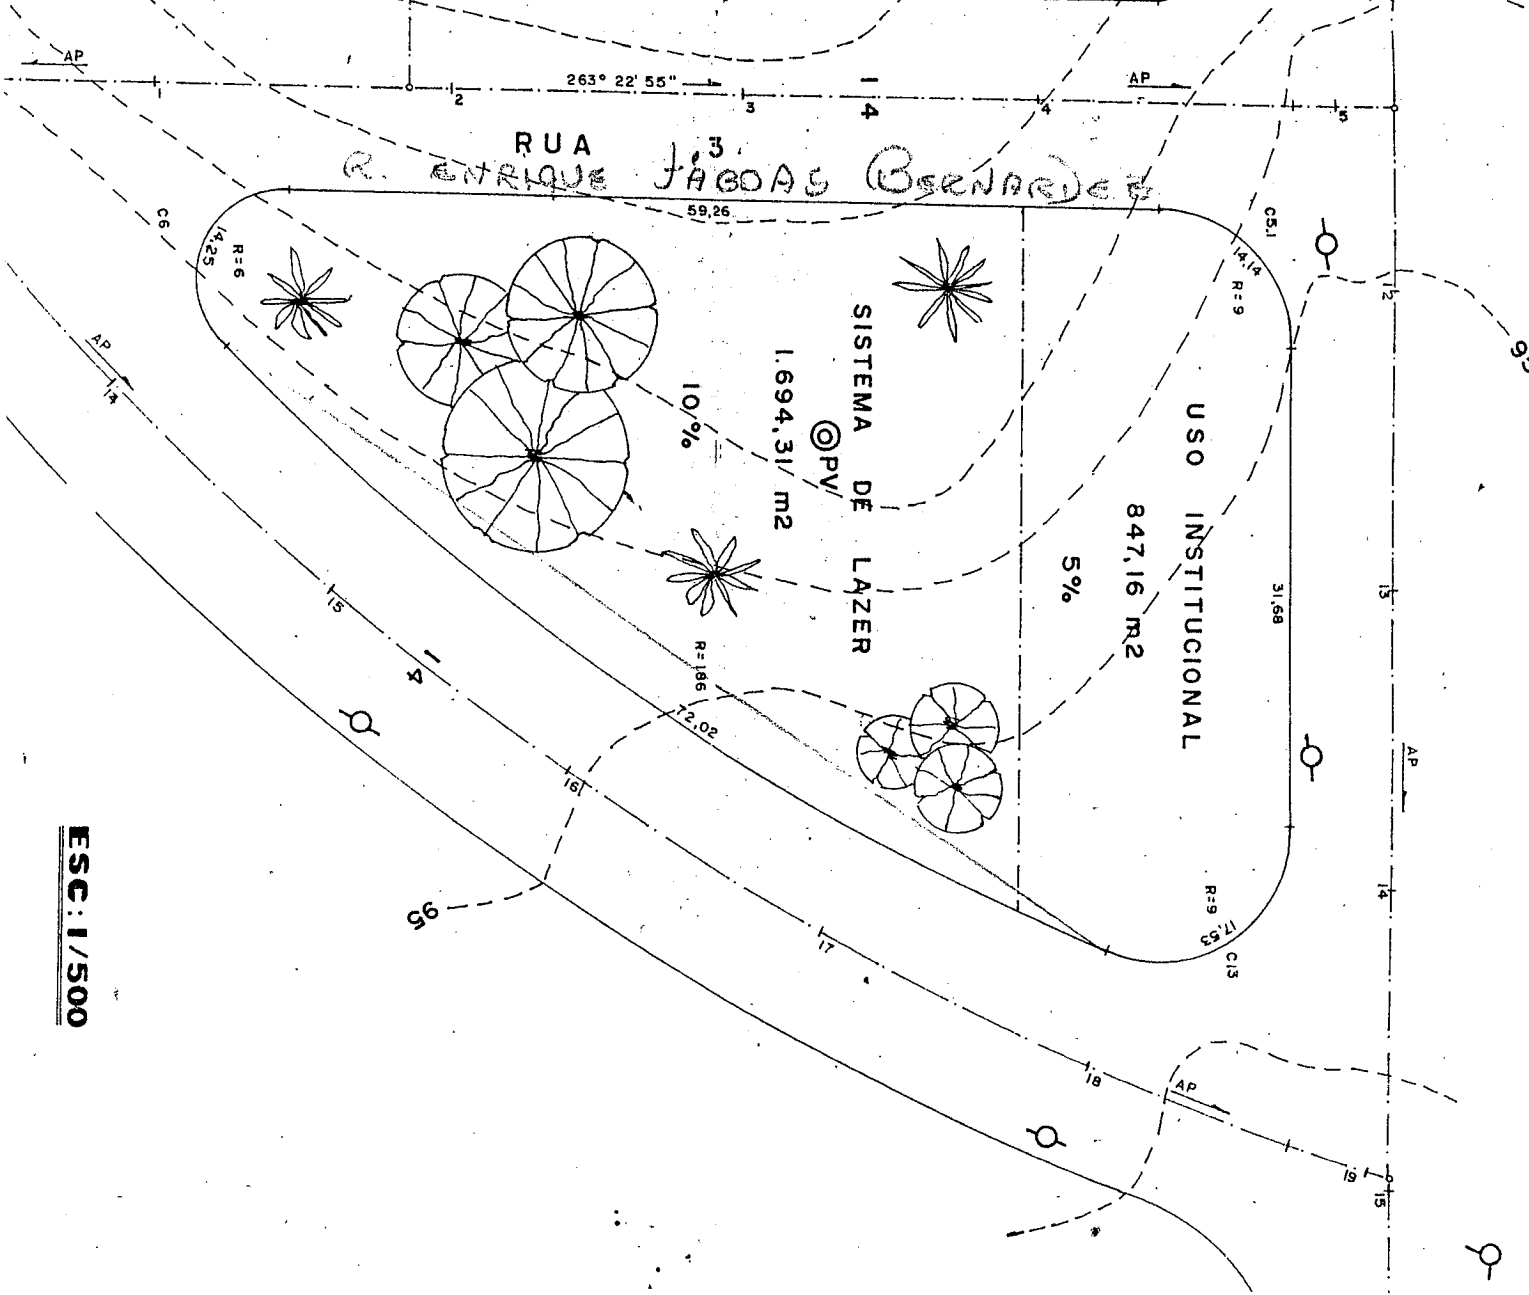 AP
263° 22' 55"
AP
1
2
3
4
4
5
RUA 3
R. ENRIQUE JABOAS (BERNARDES
59,26
C6
14,25
R=6
C5.1
14,14
R=9
12
95
AP
14
SISTEMA DE LAZER
1.694,31 m2
10%
PV
USO INSTITUCIONAL
847,16 m2
5%
31,68
13
15
4
R=186
72,02
16
AP
95
17
14
R=9
17,53
C13
18
AP
19
15
ESC: 1/500